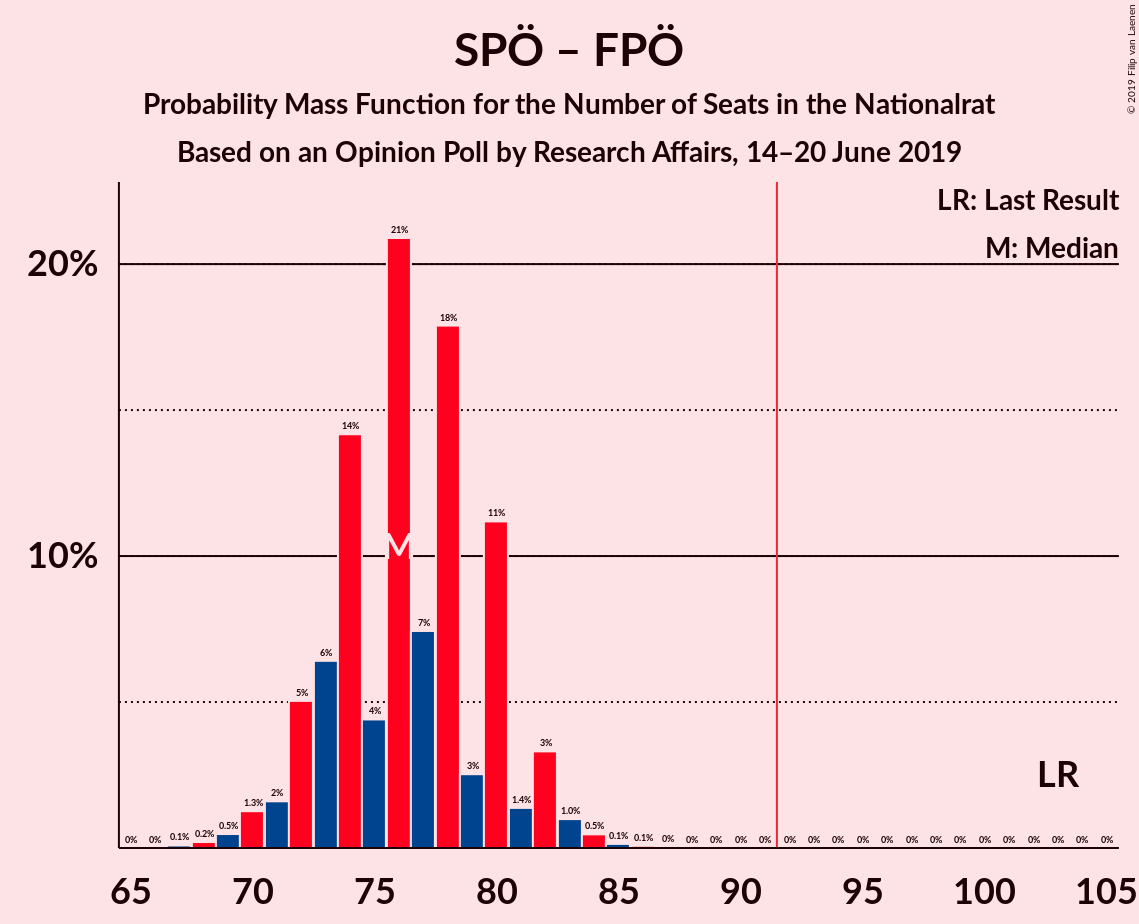 SPÖ – FPÖ
Probability Mass Function for the Number of Seats in the Nationalrat
Based on an Opinion Poll by Research Affairs, 14–20 June 2019
© 2019 Filip van Laenen
LR: Last Result
M: Median
20%
10%
0% 0% 0.1% 0.2% 0.5% 1.3% 2% 5% 6% 14% 4% 21% 7% 18% 3% 11% 1.4% 3% 1.0% 0.5% 0.1% 0.1% 0% 0% 0% 0% 0% 0% 0% 0% 0% 0% 0% 0% 0% 0% 0% 0% 0% 0% 0%
M
LR
65 70 75 80 85 90 95 100 105